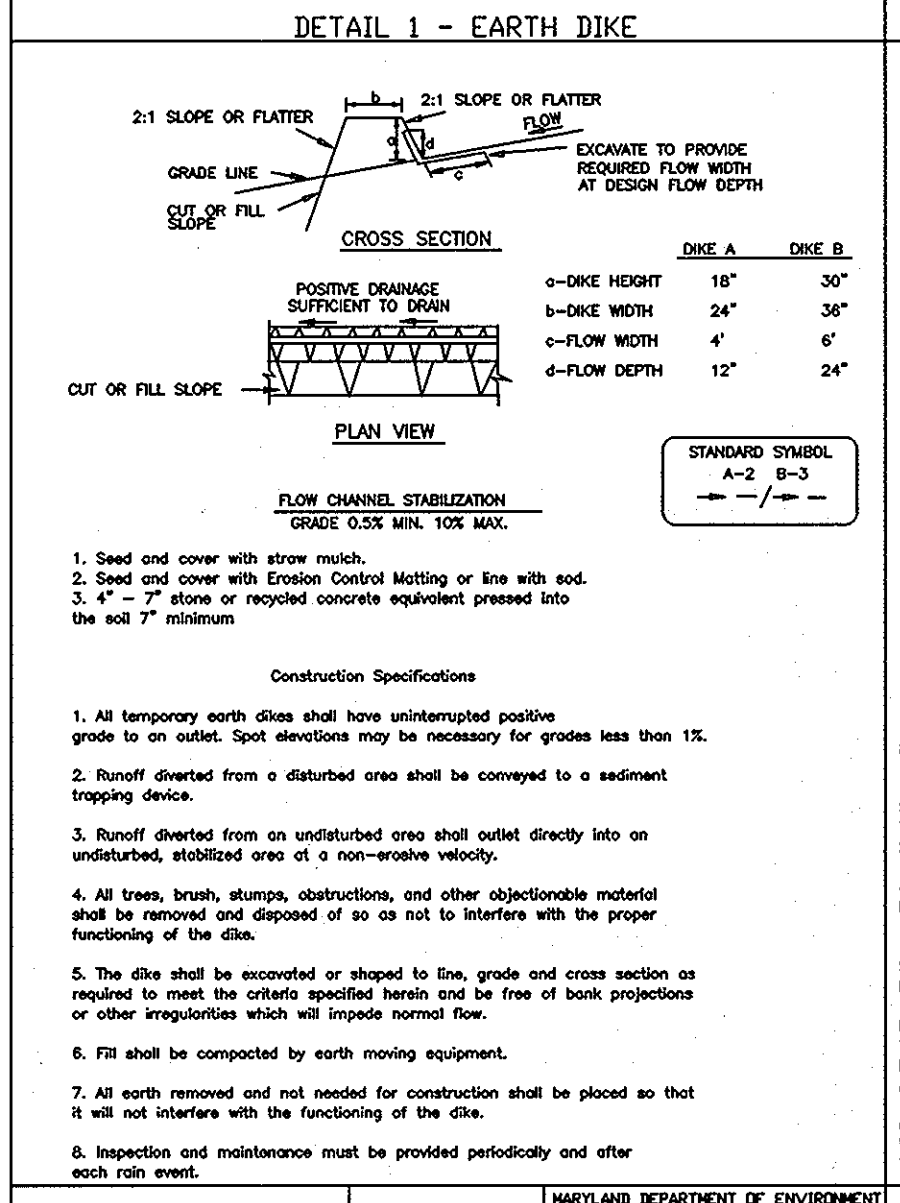 DETAIL 1 - EARTH DIKE
b
2:1 SLOPE OR FLATTER
2:1 SLOPE OR FLATTER
FLOW
a
d
c
EXCAVATE TO PROVIDE
REQUIRED FLOW WIDTH
AT DESIGN FLOW DEPTH
GRADE LINE
CUT OR FILL
SLOPE
CROSS SECTION
DIKE A DIKE B
a-DIKE HEIGHT 18" 30"
b-DIKE WIDTH 24" 36"
c-FLOW WIDTH 4' 6'
d-FLOW DEPTH 12" 24"
POSITIVE DRAINAGE
SUFFICIENT TO DRAIN
CUT OR FILL SLOPE
PLAN VIEW
STANDARD SYMBOL
A-2 B-3
/
FLOW CHANNEL STABILIZATION
GRADE 0.5% MIN. 10% MAX.
1. Seed and cover with straw mulch.
2. Seed and cover with Erosion Control Matting or line with sod.
3. 4" - 7" stone or recycled concrete equivalent pressed into
the soil 7" minimum
Construction Specifications
1. All temporary earth dikes shall have uninterrupted positive
grade to an outlet. Spot elevations may be necessary for grades less than 1%.
2. Runoff diverted from a disturbed area shall be conveyed to a sediment
trapping device.
3. Runoff diverted from an undisturbed area shall outlet directly into an
undisturbed, stabilized area at a non-erosive velocity.
4. All trees, brush, stumps, obstructions, and other objectionable material
shall be removed and disposed of so as not to interfere with the proper
functioning of the dike.
5. The dike shall be excavated or shaped to line, grade and cross section as
required to meet the criteria specified herein and be free of bank projections
or other irregularities which will impede normal flow.
6. Fill shall be compacted by earth moving equipment.
7. All earth removed and not needed for construction shall be placed so that
it will not interfere with the functioning of the dike.
8. Inspection and maintenance must be provided periodically and after
each rain event.
MARYLAND DEPARTMENT OF ENVIRONMENT